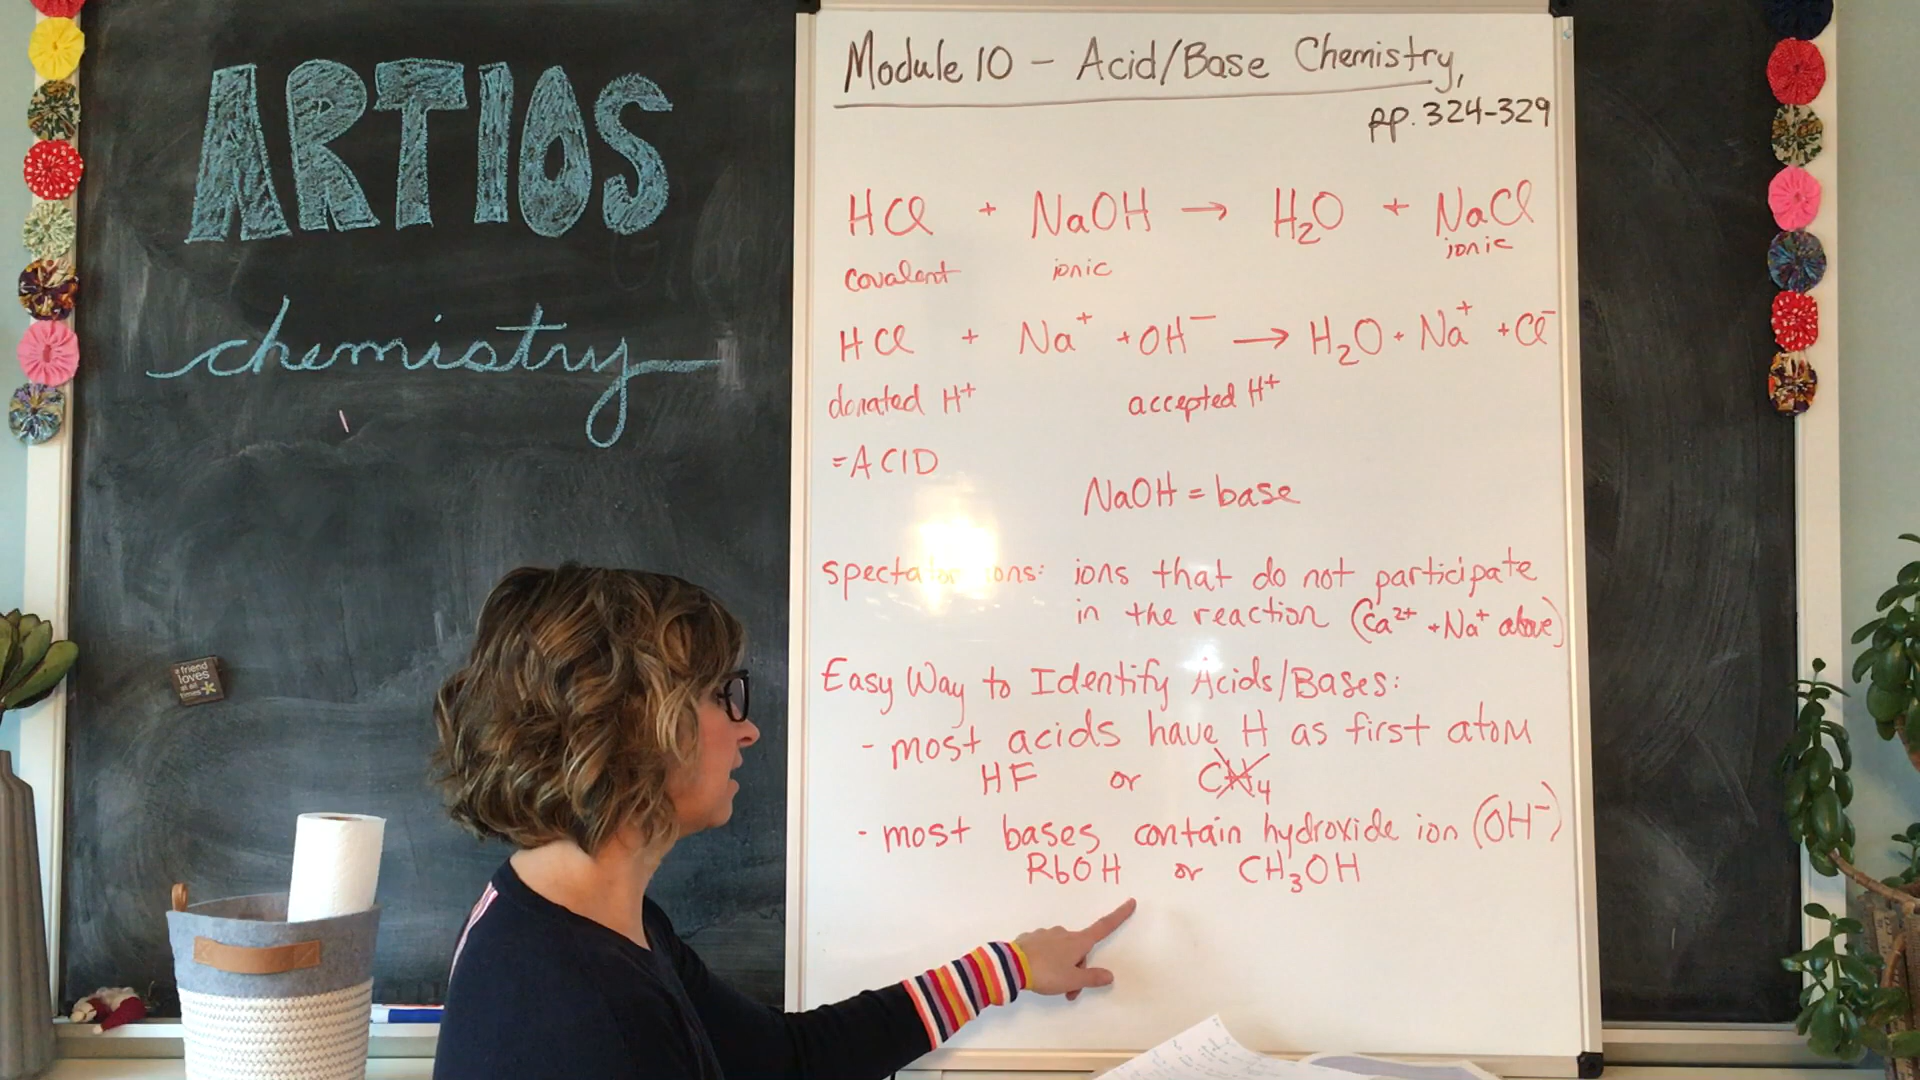 ARTIOS
chemistry
a friend
loves
at all
times
Module 10 - Acid/Base Chemistry,
pp. 324-329
HCl + NaOH → H₂O + NaCl
covalent ionic ionic
HCl + Na⁺ + OH⁻ → H₂O + Na⁺ + Cl⁻
donated H⁺ accepted H⁺
= ACID
NaOH = base
spectator ions: ions that do not participate
in the reaction (Ca²⁺ + Na⁺ above)
Easy Way to Identify Acids/Bases:
- most acids have H as first atom
HF or CH₄
- most bases contain hydroxide ion (OH⁻)
RbOH or CH₃OH